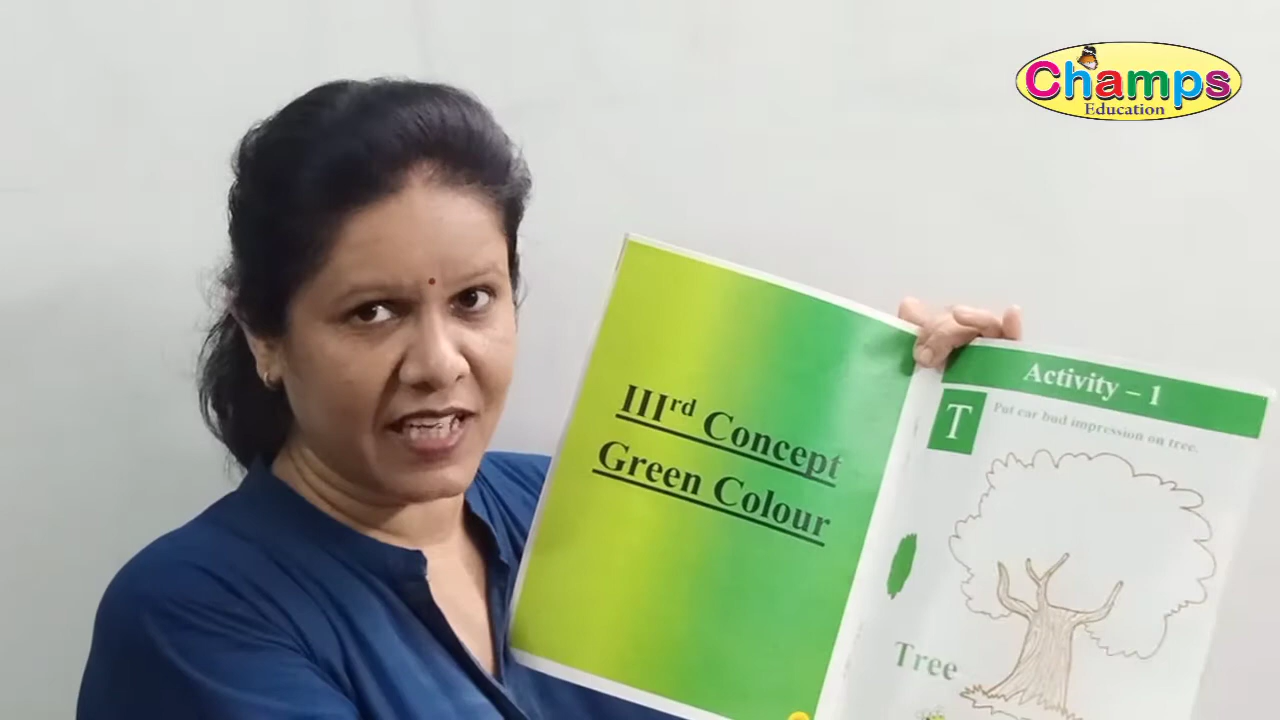 Champs
Education
IIIrd Concept
Green Colour
Activity – 1
T
Put ear bud impression on tree.
Tree